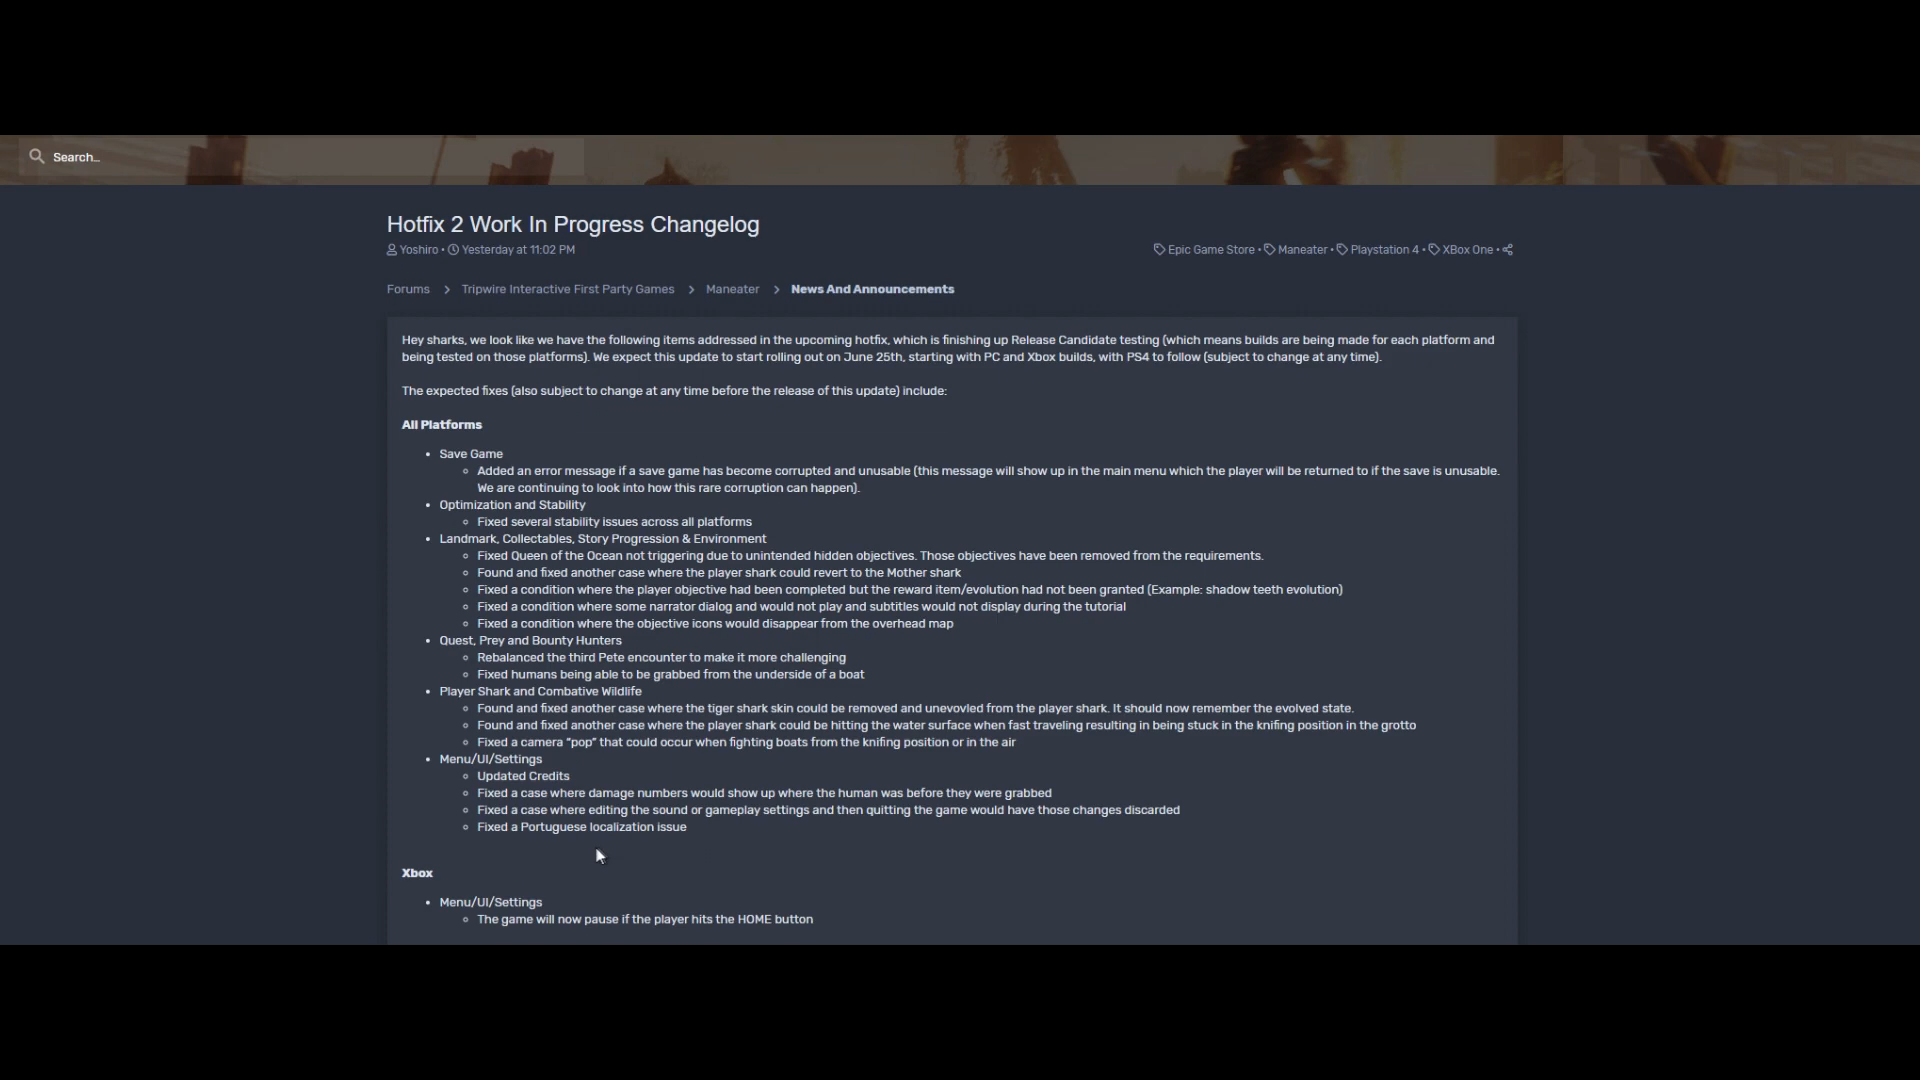 Search...
Hotfix 2 Work In Progress Changelog
Yoshiro • Yesterday at 11:02 PM
Epic Game Store • Maneater • Playstation 4 • XBox One •
Forums > Tripwire Interactive First Party Games > Maneater > News And Announcements
Hey sharks, we look like we have the following items addressed in the upcoming hotfix, which is finishing up Release Candidate testing (which means builds are being made for each platform and
being tested on those platforms). We expect this update to start rolling out on June 25th, starting with PC and Xbox builds, with PS4 to follow (subject to change at any time).
The expected fixes (also subject to change at any time before the release of this update) include:
All Platforms
• Save Game
◦ Added an error message if a save game has become corrupted and unusable (this message will show up in the main menu which the player will be returned to if the save is unusable.
We are continuing to look into how this rare corruption can happen).
• Optimization and Stability
◦ Fixed several stability issues across all platforms
• Landmark, Collectables, Story Progression & Environment
◦ Fixed Queen of the Ocean not triggering due to unintended hidden objectives. Those objectives have been removed from the requirements.
◦ Found and fixed another case where the player shark could revert to the Mother shark
◦ Fixed a condition where the player objective had been completed but the reward item/evolution had not been granted (Example: shadow teeth evolution)
◦ Fixed a condition where some narrator dialog and would not play and subtitles would not display during the tutorial
◦ Fixed a condition where the objective icons would disappear from the overhead map
• Quest, Prey and Bounty Hunters
◦ Rebalanced the third Pete encounter to make it more challenging
◦ Fixed humans being able to be grabbed from the underside of a boat
• Player Shark and Combative Wildlife
◦ Found and fixed another case where the tiger shark skin could be removed and unevovled from the player shark. It should now remember the evolved state.
◦ Found and fixed another case where the player shark could be hitting the water surface when fast traveling resulting in being stuck in the knifing position in the grotto
◦ Fixed a camera “pop” that could occur when fighting boats from the knifing position or in the air
• Menu/UI/Settings
◦ Updated Credits
◦ Fixed a case where damage numbers would show up where the human was before they were grabbed
◦ Fixed a case where editing the sound or gameplay settings and then quitting the game would have those changes discarded
◦ Fixed a Portuguese localization issue
Xbox
• Menu/UI/Settings
◦ The game will now pause if the player hits the HOME button